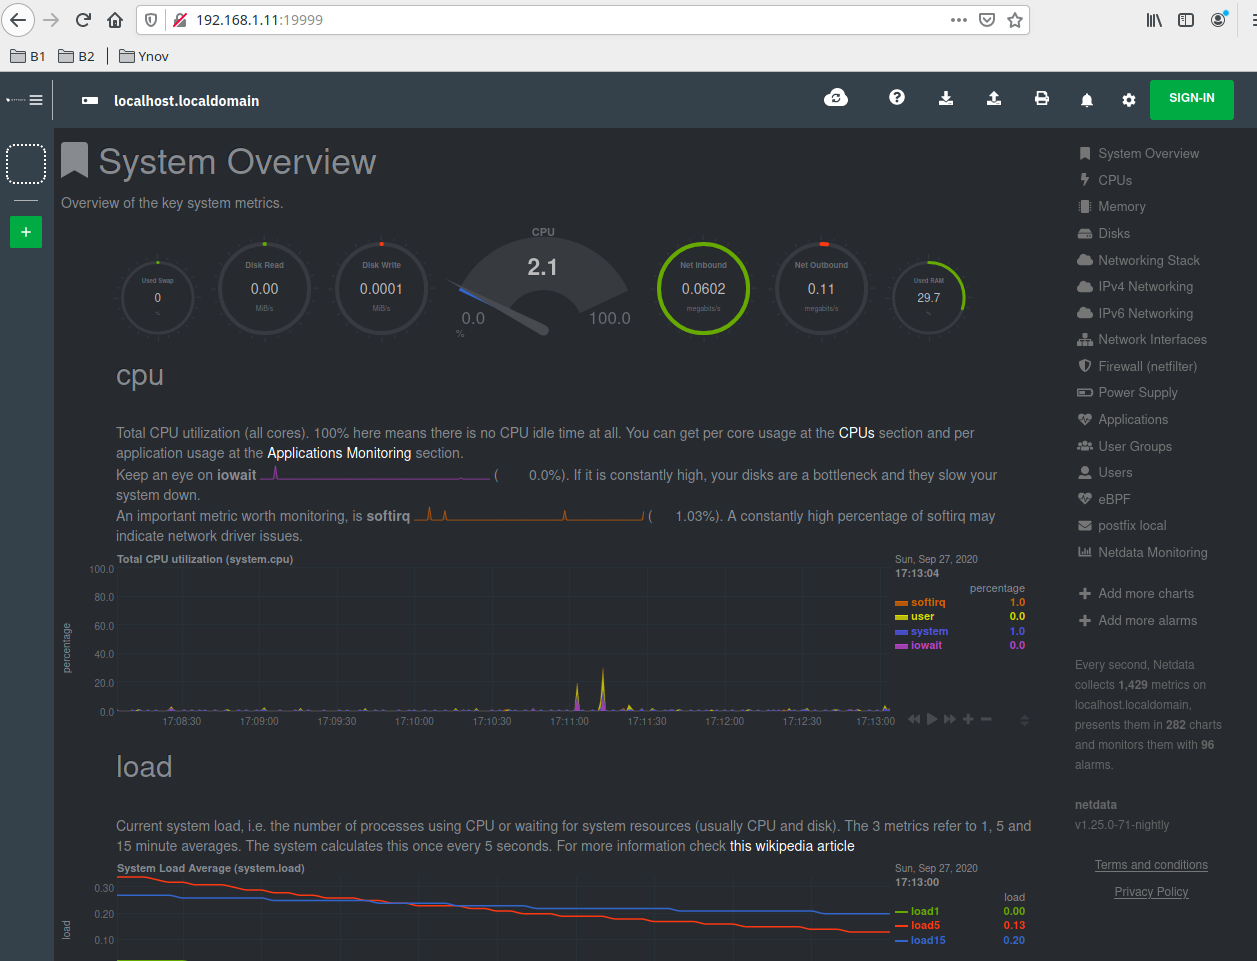 192.168.1.11:19999
B1
B2
Ynov
localhost.localdomain
SIGN-IN
System Overview
Overview of the key system metrics.
Used Swap
0
%
Disk Read
0.00
MiB/s
Disk Write
0.0001
MiB/s
CPU
2.1
0.0
100.0
%
Net Inbound
0.0602
megabits/s
Net Outbound
0.11
megabits/s
Used RAM
29.7
%
cpu
Total CPU utilization (all cores). 100% here means there is no CPU idle time at all. You can get per core usage at the CPUs section and per
application usage at the Applications Monitoring section.
Keep an eye on iowait ( 0.0%). If it is constantly high, your disks are a bottleneck and they slow your
system down.
An important metric worth monitoring, is softirq ( 1.03%). A constantly high percentage of softirq may
indicate network driver issues.
Total CPU utilization (system.cpu)
100.0
80.0
60.0
40.0
20.0
0.0
percentage
17:08:30
17:09:00
17:09:30
17:10:00
17:10:30
17:11:00
17:11:30
17:12:00
17:12:30
17:13:00
Sun, Sep 27, 2020
17:13:04
percentage
softirq 1.0
user 0.0
system 1.0
iowait 0.0
load
Current system load, i.e. the number of processes using CPU or waiting for system resources (usually CPU and disk). The 3 metrics refer to 1, 5 and
15 minute averages. The system calculates this once every 5 seconds. For more information check this wikipedia article
System Load Average (system.load)
0.30
0.20
0.10
load
Sun, Sep 27, 2020
17:13:00
load
load1 0.00
load5 0.13
load15 0.20
System Overview
CPUs
Memory
Disks
Networking Stack
IPv4 Networking
IPv6 Networking
Network Interfaces
Firewall (netfilter)
Power Supply
Applications
User Groups
Users
eBPF
postfix local
Netdata Monitoring
Add more charts
Add more alarms
Every second, Netdata
collects 1,429 metrics on
localhost.localdomain,
presents them in 282 charts
and monitors them with 96
alarms.
netdata
v1.25.0-71-nightly
Terms and conditions
Privacy Policy